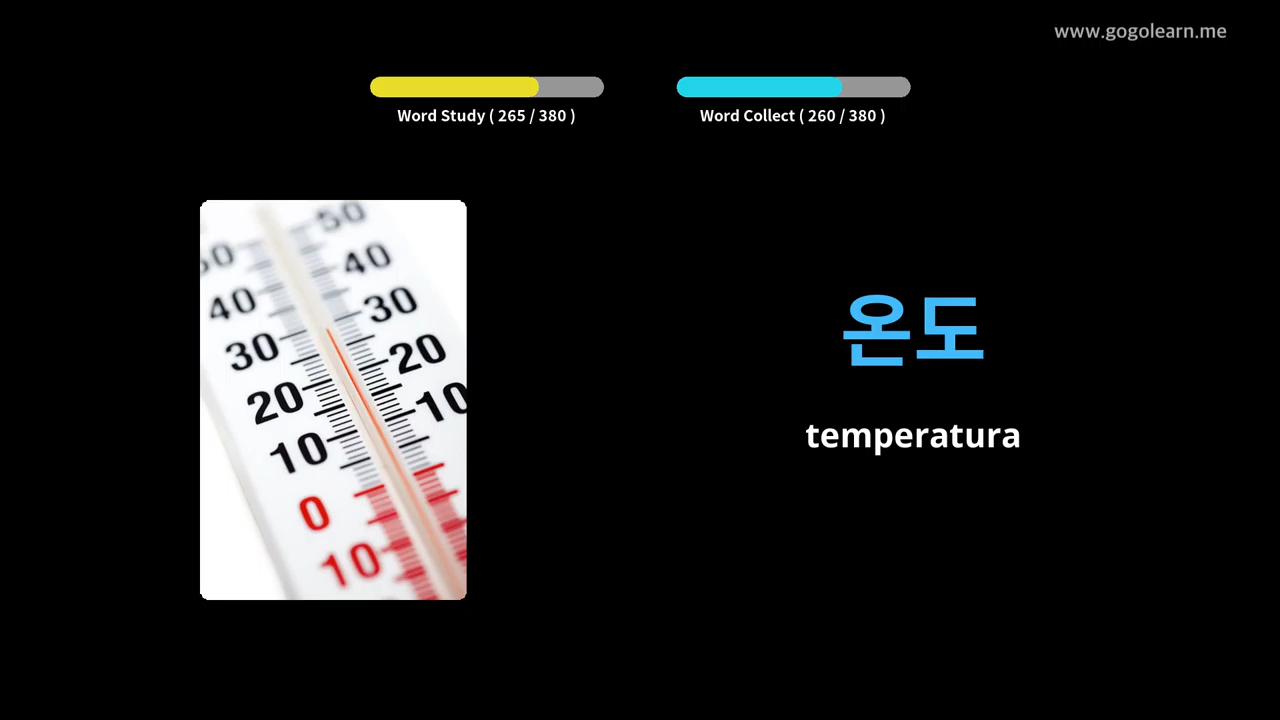 www.gogolearn.me
Word Study ( 265 / 380 )
Word Collect ( 260 / 380 )
50
50
40
40
30
30
20
20
10
10
0
10
온도
temperatura